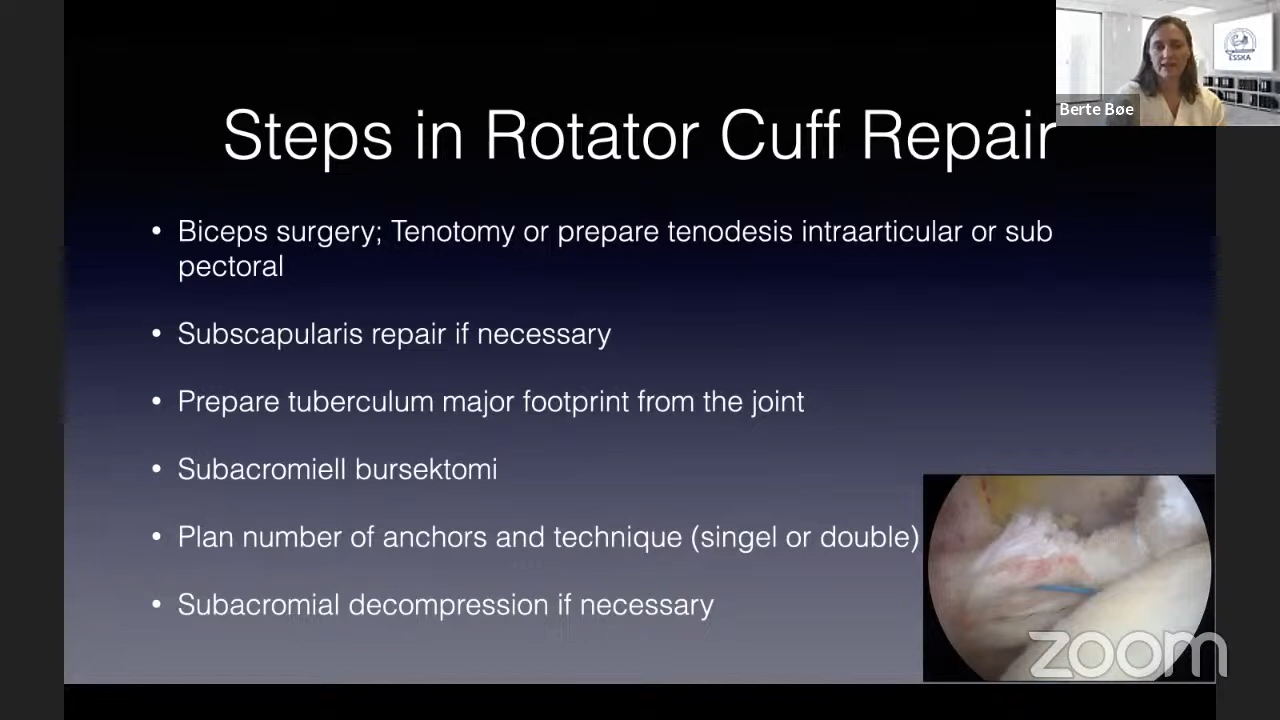 ESSKA
Berte Bøe
Steps in Rotator Cuff Repair
• Biceps surgery; Tenotomy or prepare tenodesis intraarticular or sub
pectoral
• Subscapularis repair if necessary
• Prepare tuberculum major footprint from the joint
• Subacromiell bursektomi
• Plan number of anchors and technique (singel or double)
• Subacromial decompression if necessary
zoom